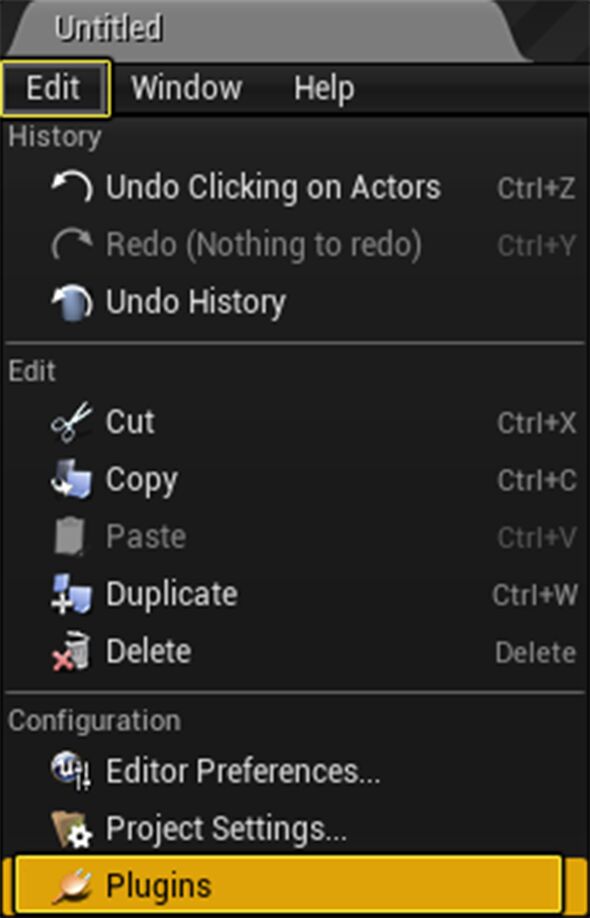 Untitled
Edit Window Help
History
Undo Clicking on Actors Ctrl+Z
Redo (Nothing to redo) Ctrl+Y
Undo History
Edit
Cut Ctrl+X
Copy Ctrl+C
Paste Ctrl+V
Duplicate Ctrl+W
Delete Delete
Configuration
Editor Preferences...
Project Settings...
Plugins